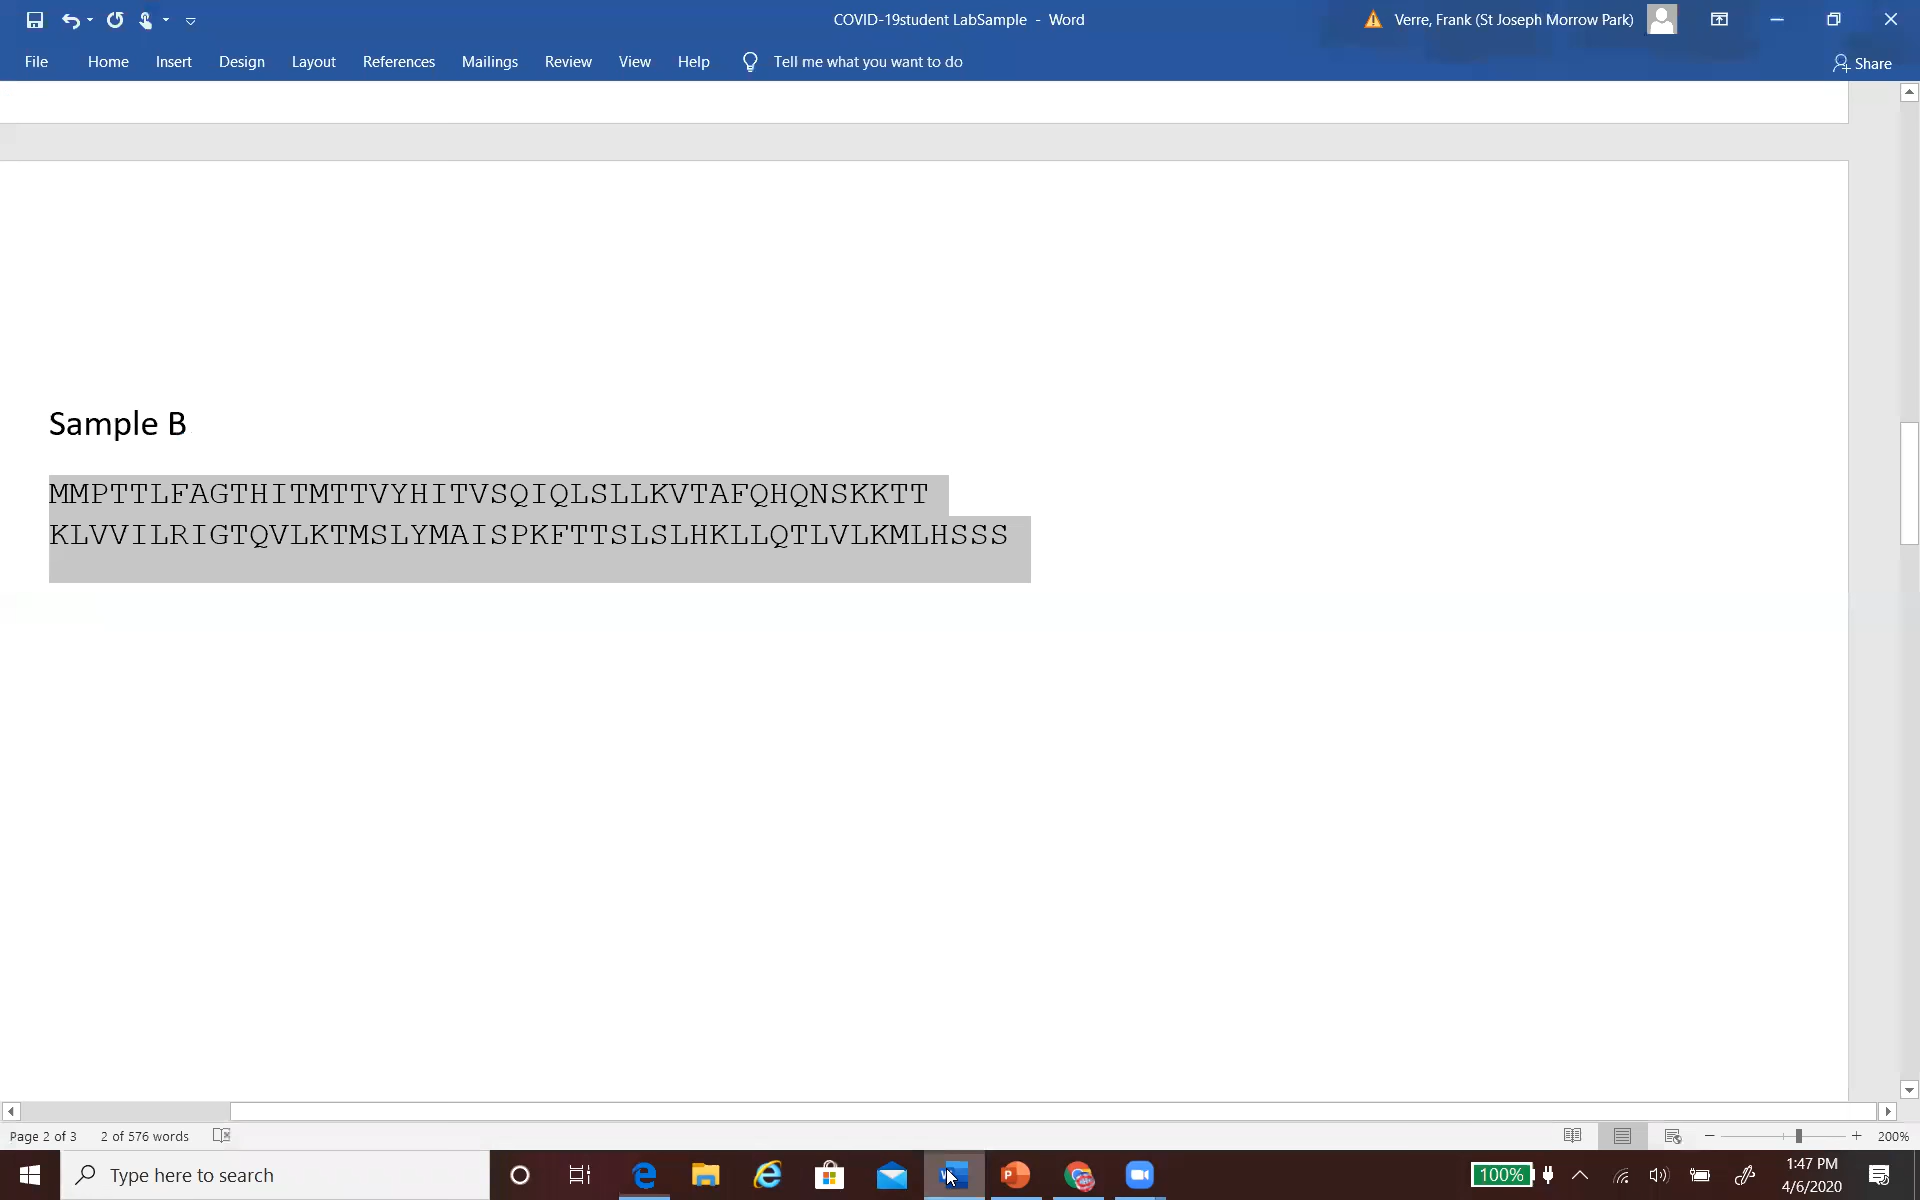 COVID-19student LabSample - Word
Verre, Frank (St Joseph Morrow Park)
File Home Insert Design Layout References Mailings Review View Help Tell me what you want to do
Share
Sample B
MMPTTLFAGTHITMTTVYHITVSQIQLSLLKVTAFQHQNSKKTT
KLVVILRIGTQVLKTMSLYMAISPKFTTSLSLHKLLQTLVLKMLHSSS
Page 2 of 3 2 of 576 words
200%
Type here to search
100%
1:47 PM
4/6/2020